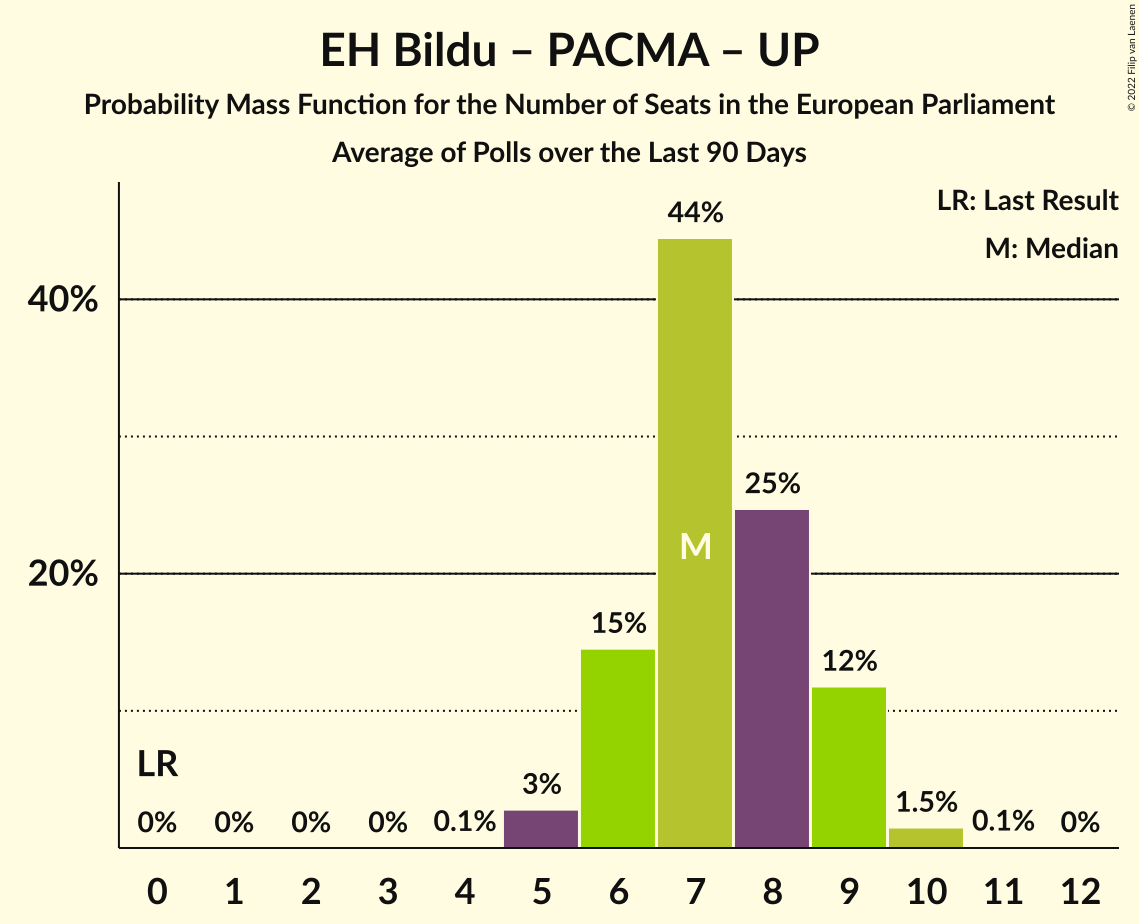 EH Bildu – PACMA – UP
Probability Mass Function for the Number of Seats in the European Parliament
Average of Polls over the Last 90 Days
© 2022 Filip van Laenen
LR: Last Result
M: Median
44%
40%
25%
M
20%
15%
12%
LR
3%
1.5%
0% 0% 0% 0% 0.1% 0.1% 0%
0 1 2 3 4 5 6 7 8 9 10 11 12